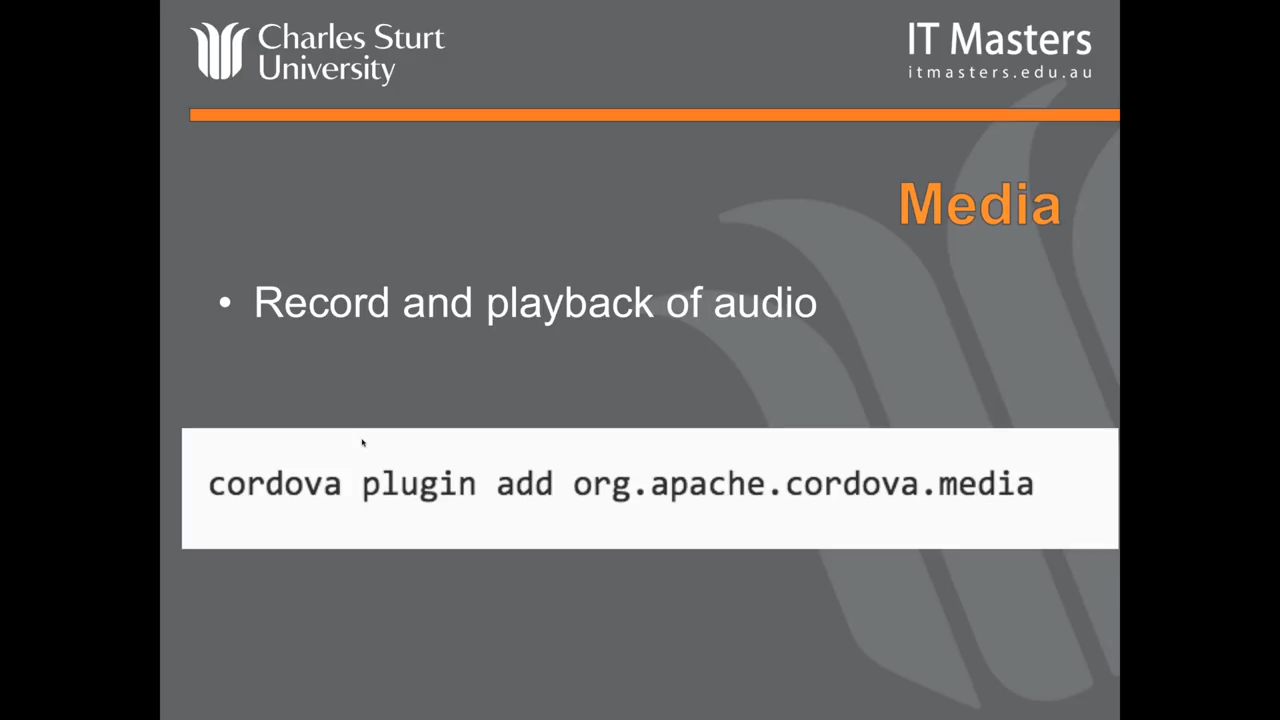 Charles Sturt
University
IT Masters
itmasters.edu.au
Media
• Record and playback of audio
cordova plugin add org.apache.cordova.media